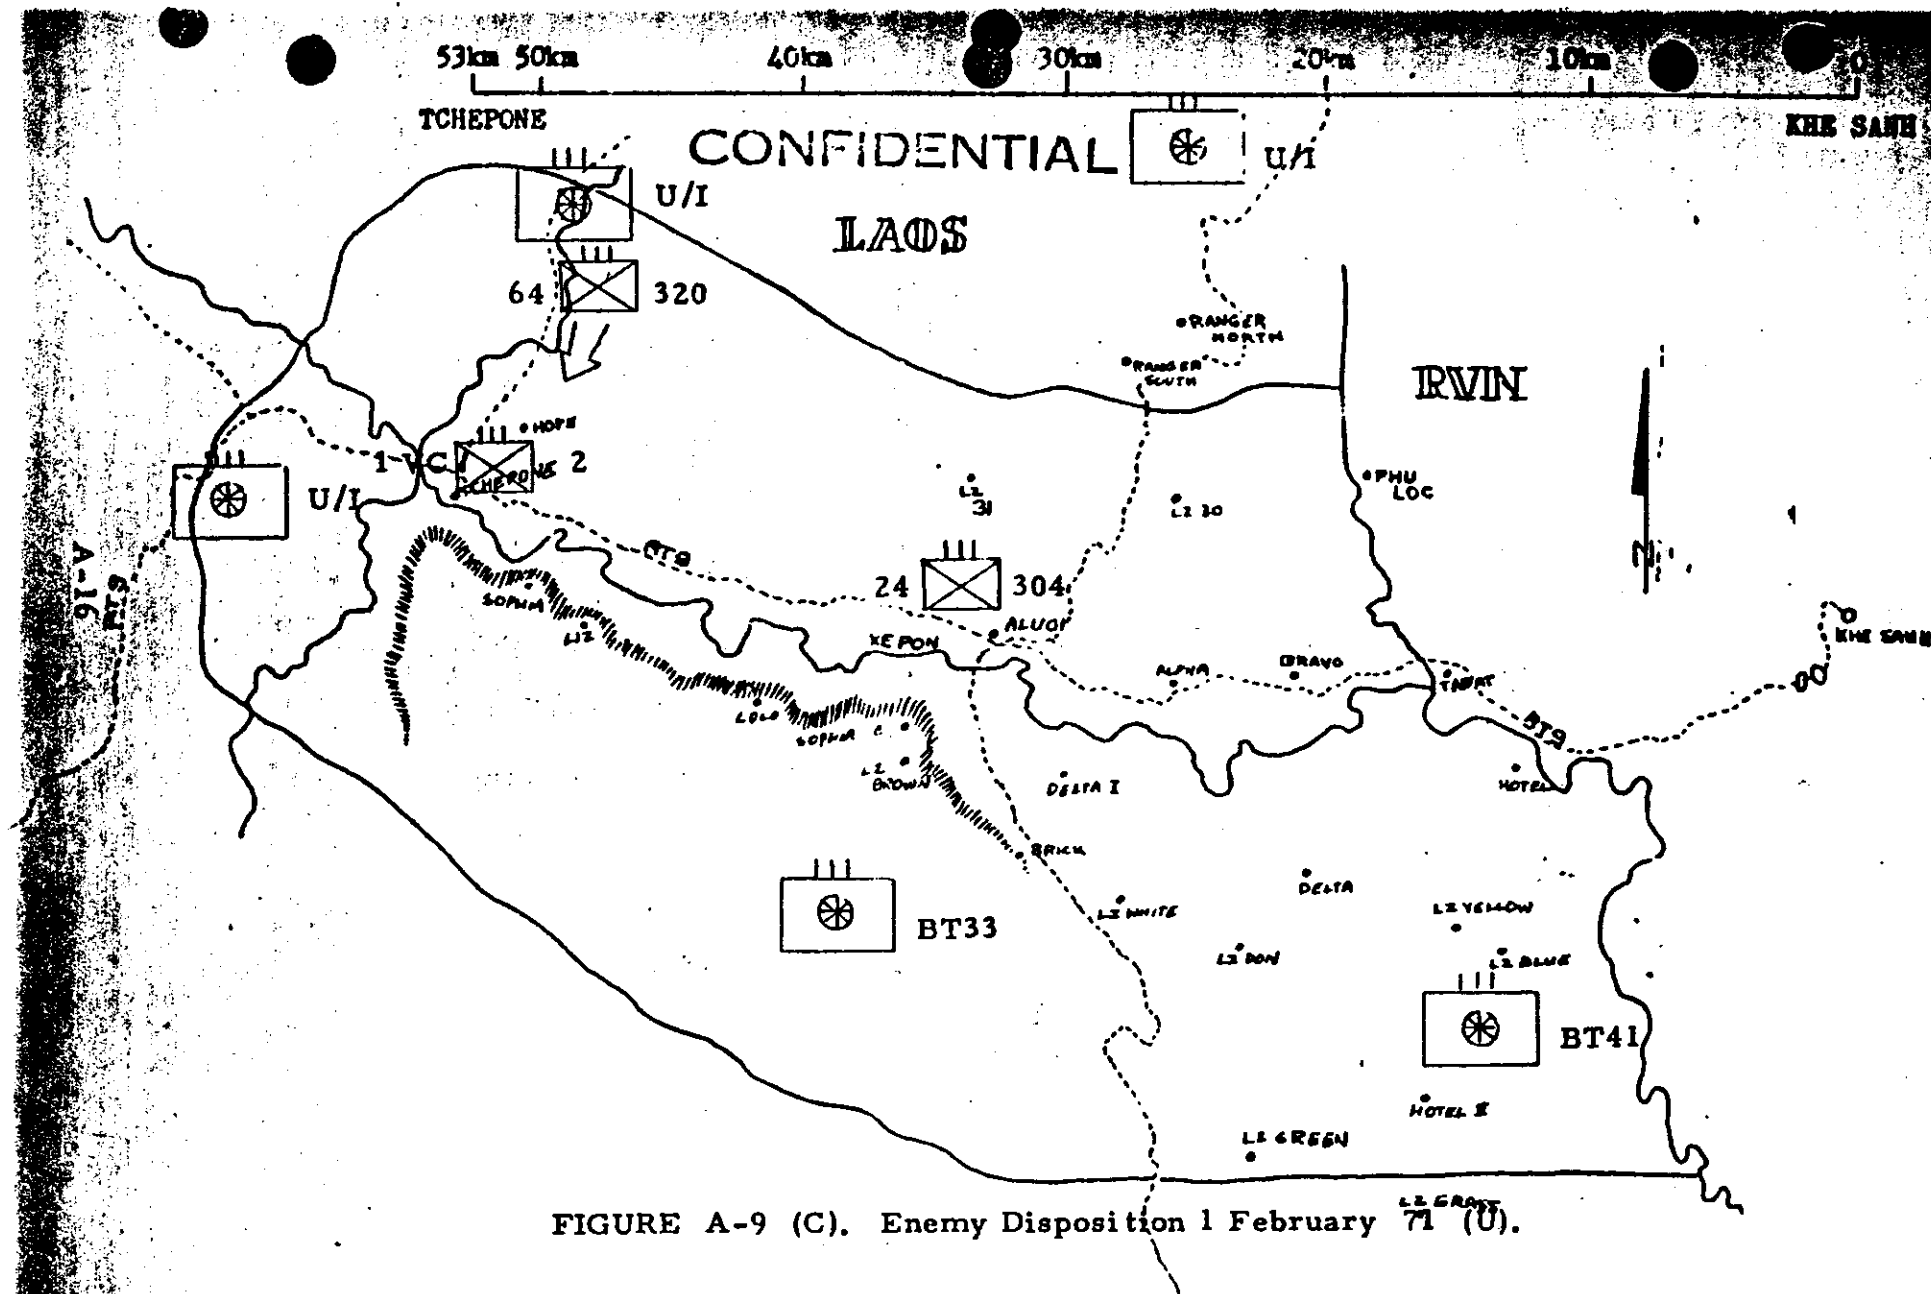 53km 50km 40km 30km 20km 10km 0
TCHEPONE
KHE SANH
CONFIDENTIAL
U/I
U/I
LAOS
64 320
RANGER
NORTH
RANGER
SOUTH
RVN
HOPE
1 VC 2
TCHEPONE
U/I
PHU
LOC
LZ
31
LZ 30
RT9
A-16
RT9
24 304
SOPHIA
LIZ
ALUOI
XE PON
KHE SANH
ALPHA
BRAVO
TABAT
LOLO
SOPHIA
RT9
LZ
BROWN
DELTA I
HOTEL
BRICK
DELTA
LZ WHITE
LZ YELLOW
BT33
LZ DON
LZ BLUE
BT41
HOTEL II
LZ GREEN
LZ GRASS
FIGURE A-9 (C). Enemy Disposition 1 February 71 (U).